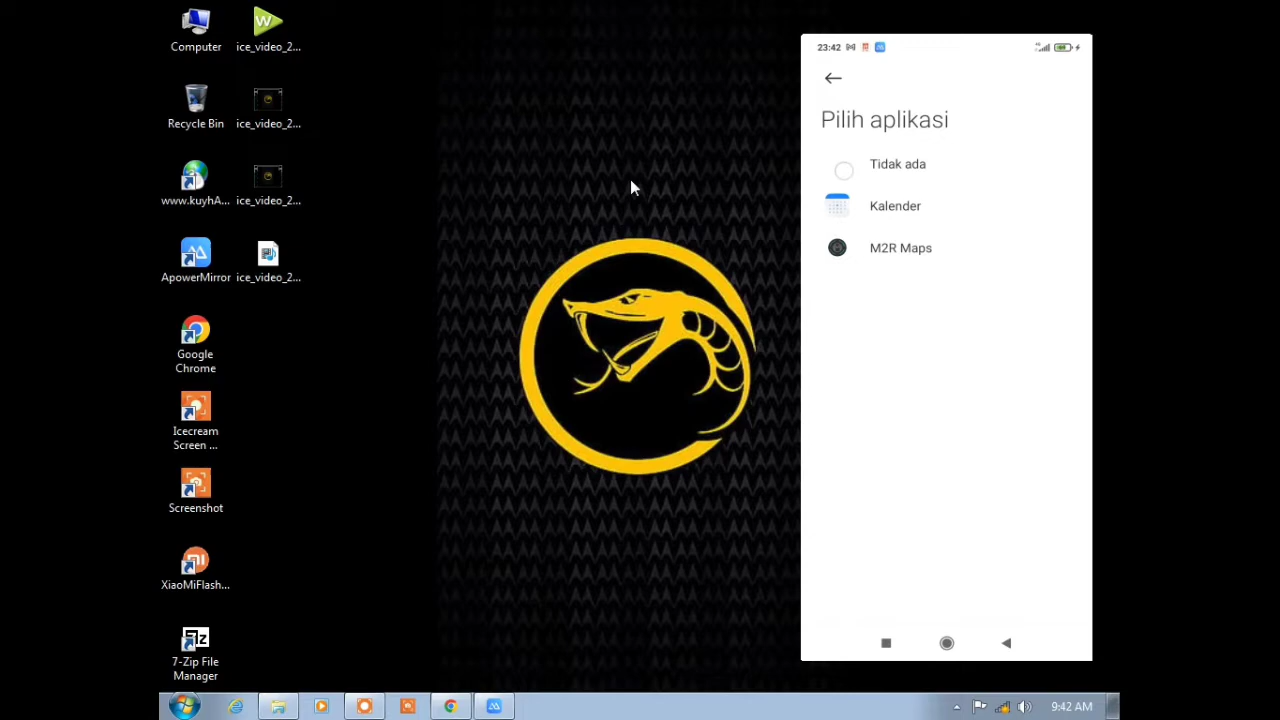 Computer
ice_video_2...
Recycle Bin
ice_video_2...
www.kuyhA...
ice_video_2...
ApowerMirror
ice_video_2...
Google
Chrome
Icecream
Screen ...
Screenshot
XiaoMiFlash...
7-Zip File
Manager
23:42
Pilih aplikasi
Tidak ada
Kalender
M2R Maps
9:42 AM